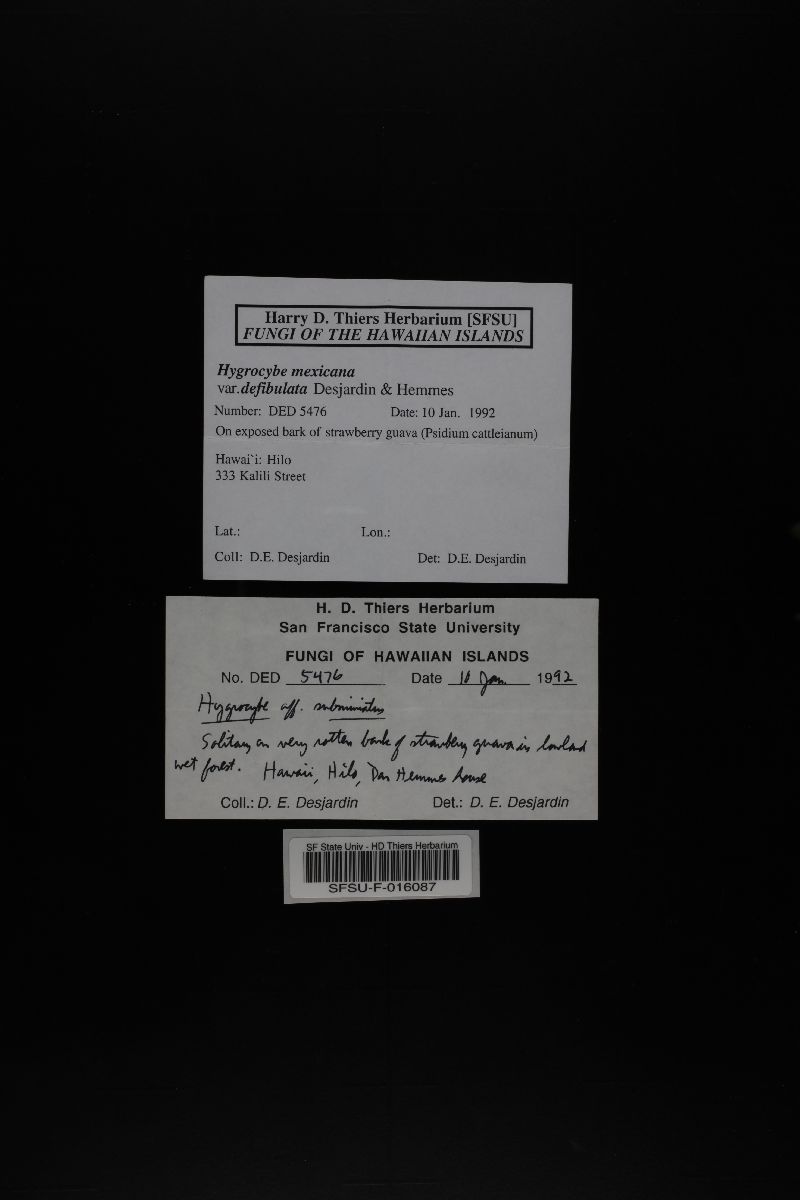 Harry D. Thiers Herbarium [SFSU]
FUNGI OF THE HAWAIIAN ISLANDS
Hygrocybe mexicana
var.defibulata Desjardin & Hemmes
Number: DED 5476 Date: 10 Jan. 1992
On exposed bark of strawberry guava (Psidium cattleianum)
Hawai`i: Hilo
333 Kalili Street
Lat.: Lon.:
Coll: D.E. Desjardin Det: D.E. Desjardin
H. D. Thiers Herbarium
San Francisco State University
FUNGI OF HAWAIIAN ISLANDS
No. DED 5476 Date 10 Jan. 1992
Hygrocybe aff. subminiatus
Solitary on very rotten bark of strawberry guava in lowland
wet forest. Hawaii, Hilo, Dan Hemmes house
Coll.: D. E. Desjardin Det.: D. E. Desjardin
SF State Univ - HD Thiers Herbarium
SFSU-F-016087